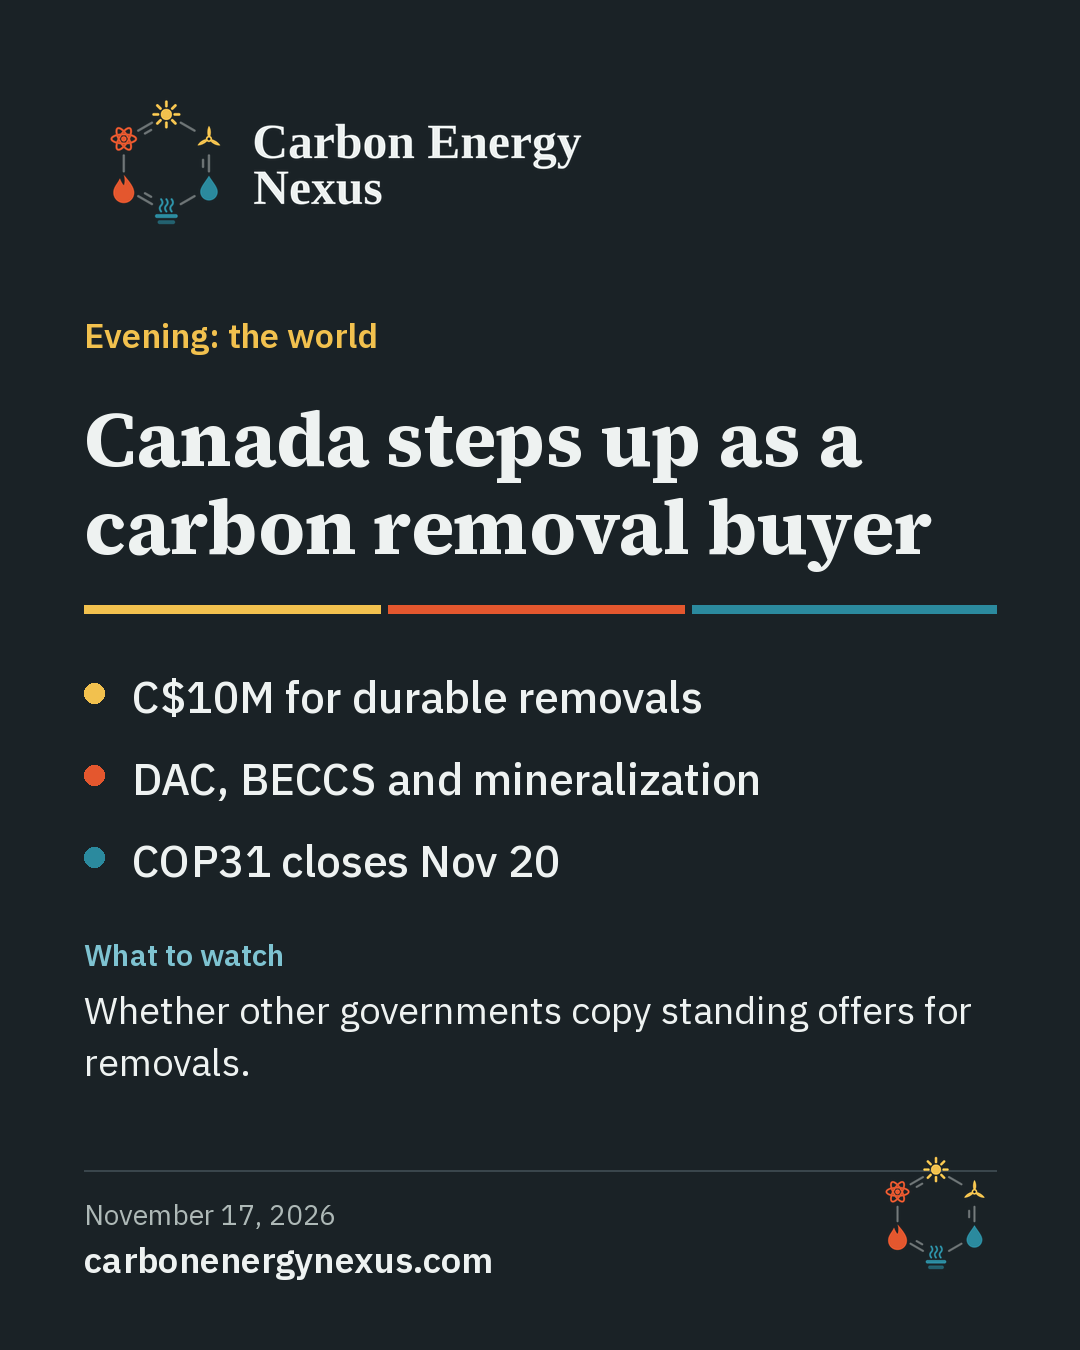 Carbon Energy
Nexus
Evening: the world
Canada steps up as a
carbon removal buyer
C$10M for durable removals
DAC, BECCS and mineralization
COP31 closes Nov 20
What to watch
Whether other governments copy standing offers for
removals.
November 17, 2026
carbonenergynexus.com